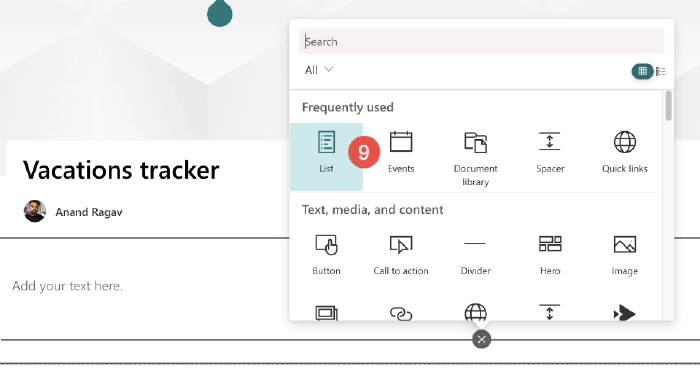 Search
All
Frequently used
List
9
Events
Document
library
Spacer
Quick links
Vacations tracker
Anand Ragav
Text, media, and content
Button
Call to action
Divider
Hero
Image
Add your text here.